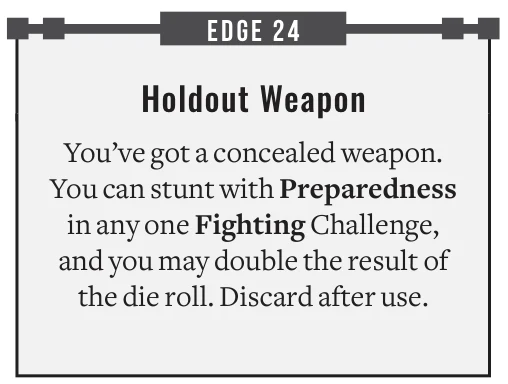 EDGE 24
Holdout Weapon
You’ve got a concealed weapon.
You can stunt with Preparedness
in any one Fighting Challenge,
and you may double the result of
the die roll. Discard after use.